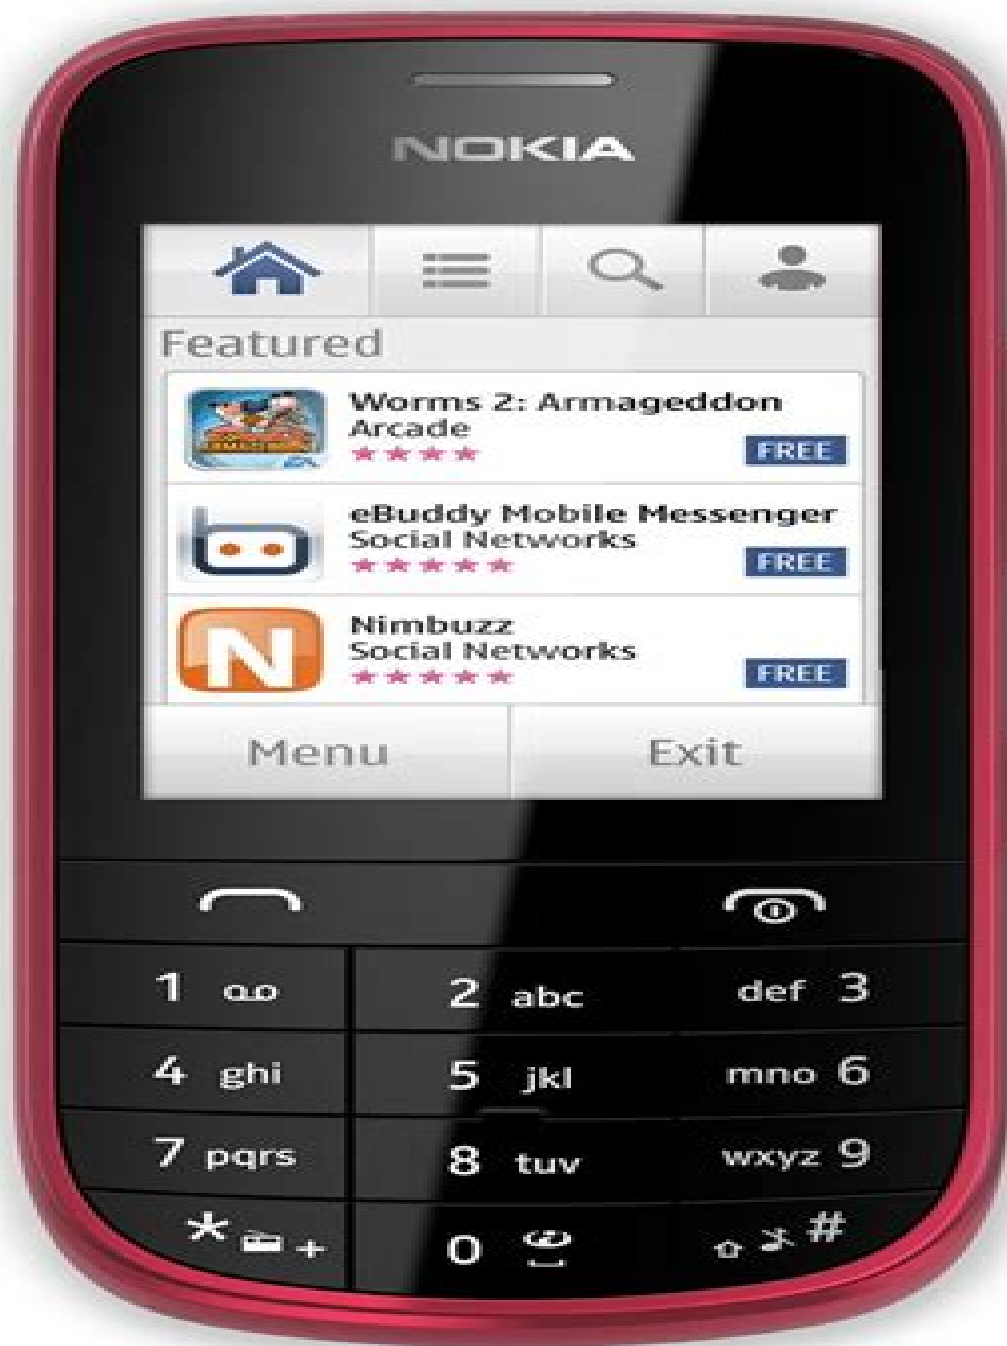 NOKIA
Featured
Worms 2: Armageddon
Arcade
FREE
eBuddy Mobile Messenger
Social Networks
FREE
N
Nimbuzz
Social Networks
FREE
Menu
Exit
1
2 abc
def 3
4 ghi
5 jkl
mno 6
7 pqrs
8 tuv
wxyz 9
* +
0
#